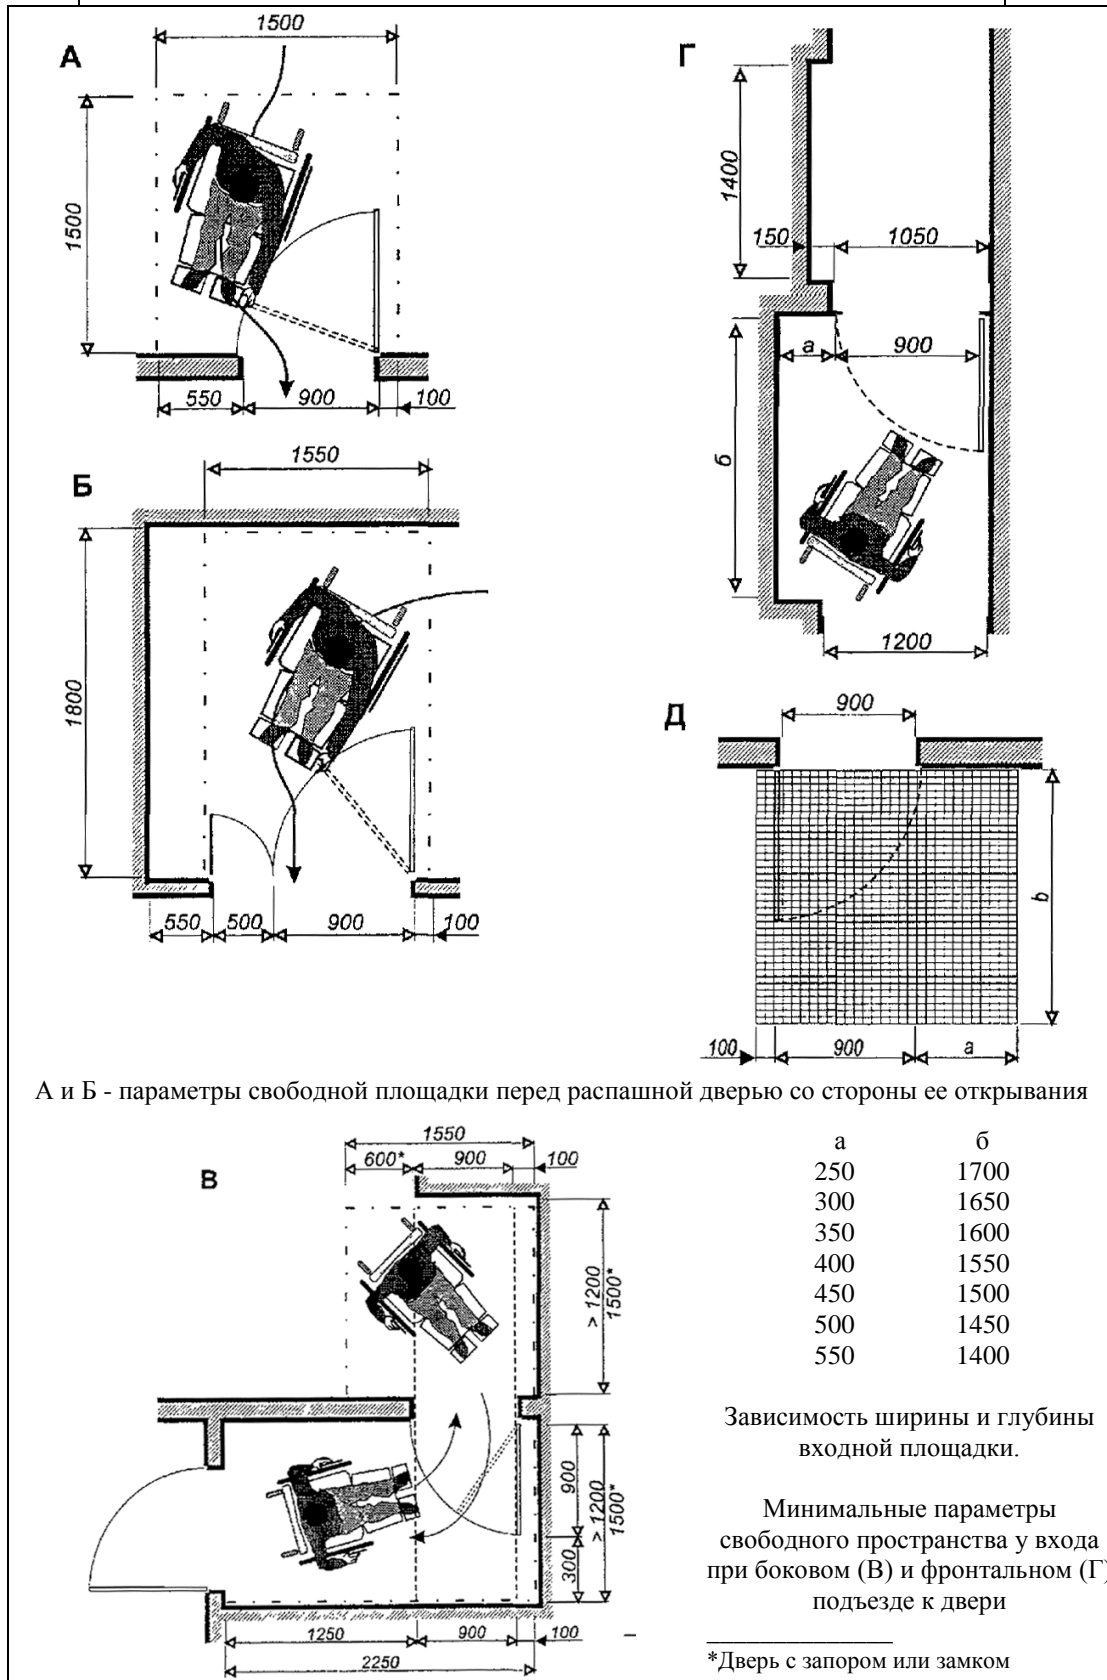 А
1500
1500
550
900
100
Б
1550
1800
550
500
900
100
Г
1400
150
1050
а
900
б
1200
Д
900
b
100
900
а
А и Б - параметры свободной площадки перед распашной дверью со стороны ее открывания
В
1550
600*
900
100
> 1200
1500*
900
> 1200
1500*
300
1250
900
100
2250
а б
250 1700
300 1650
350 1600
400 1550
450 1500
500 1450
550 1400
Зависимость ширины и глубины
входной площадки.
Минимальные параметры
свободного пространства у входа
при боковом (В) и фронтальном (Г)
подъезде к двери
*Дверь с запором или замком